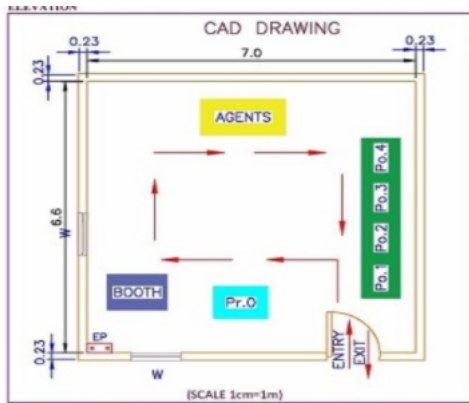 ELEVATION
CAD DRAWING
0.23
7.0
0.23
0.23
AGENTS
Po.4
Po.3
Po.2
Po.1
6.6
W
BOOTH
Pr.O
EP
0.23
W
ENTRY
EXIT
(SCALE 1cm=1m)